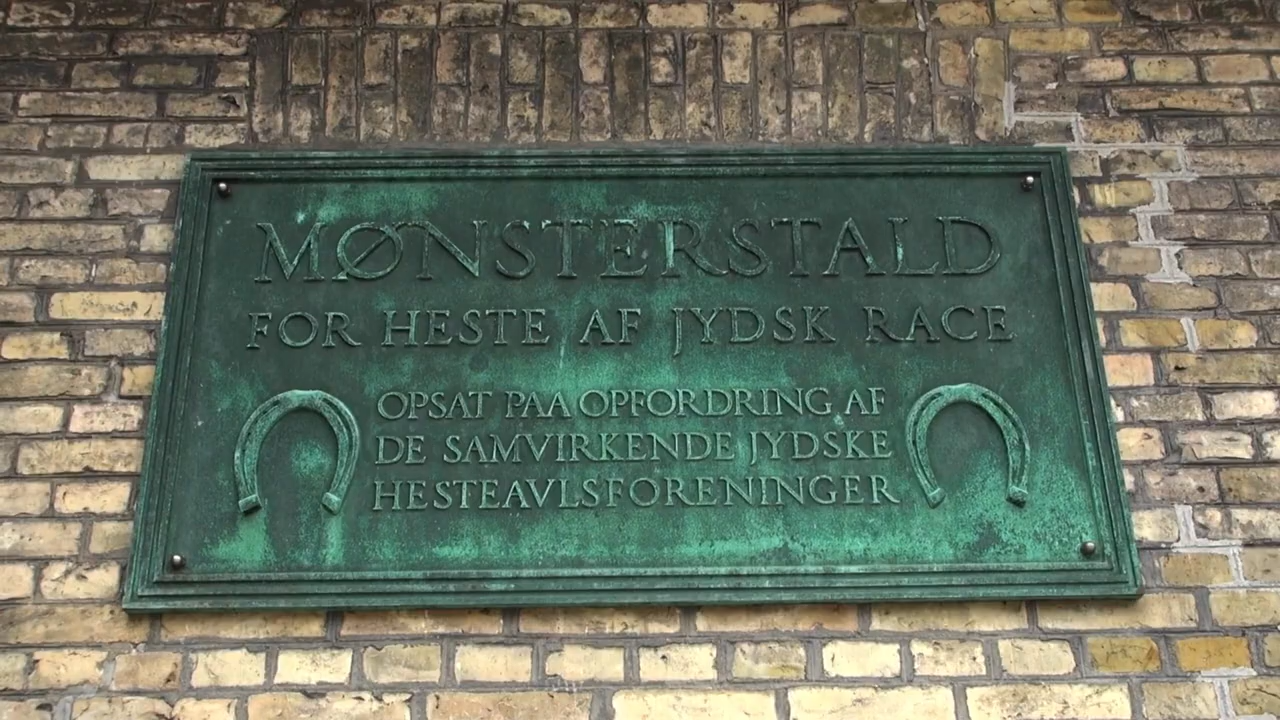 MØNSTERSTALD
FOR HESTE AF JYDSK RACE
OPSAT PAA OPFORDRING AF
DE SAMVIRKENDE JYDSKE
HESTEAVLSFORENINGER